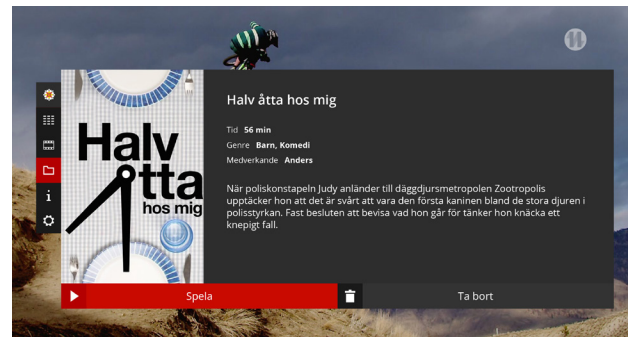 Halv
åtta
hos mig
Halv åtta hos mig
Tid 56 min
Genre Barn, Komedi
Medverkande Anders
När poliskonstapeln Judy anländer till däggdjursmetropolen Zootropolis
upptäcker hon att det är svårt att vara den första kaninen bland de stora djuren i
polisstyrkan. Fast besluten att bevisa vad hon går för tänker hon knäcka ett
knepigt fall.
Spela
Ta bort